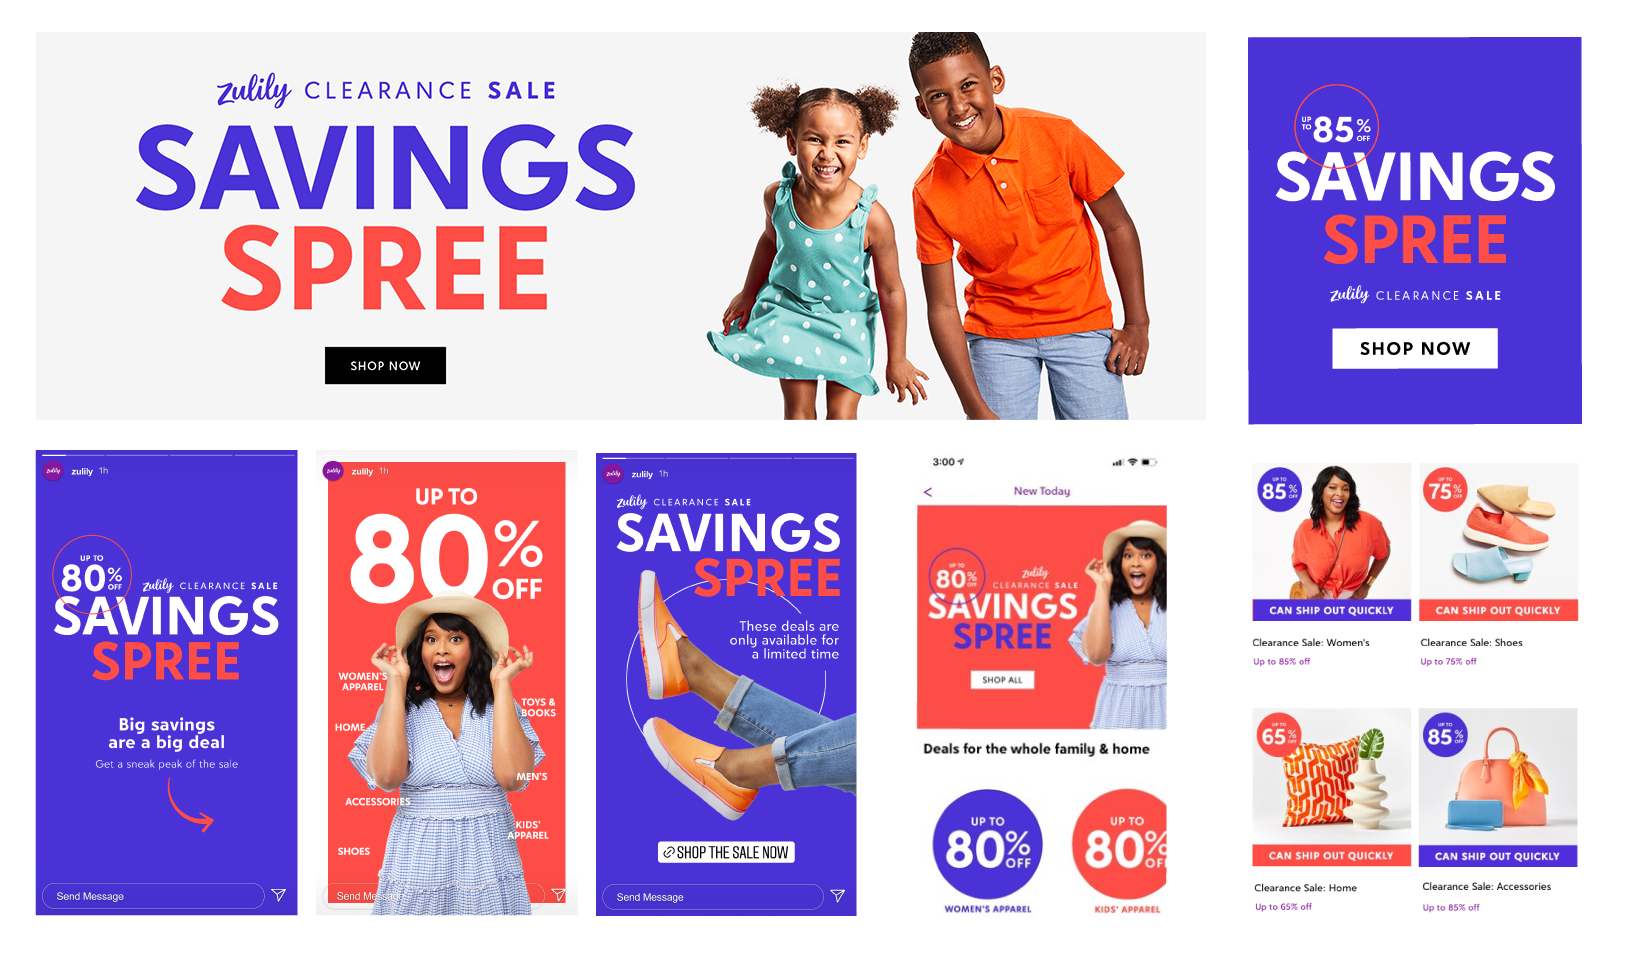 zulily CLEARANCE SALE
SAVINGS
SPREE
SHOP NOW
UP TO 85% OFF
SAVINGS
SPREE
zulily CLEARANCE SALE
SHOP NOW
zulily
zulily 1h
UP TO
80% OFF
zulily CLEARANCE SALE
SAVINGS
SPREE
Big savings
are a big deal
Get a sneak peak of the sale
Send Message
zulily
zulily 1h
UP TO
80% OFF
WOMEN'S
APPAREL
TOYS &
BOOKS
HOME
MEN'S
ACCESSORIES
KIDS'
APPAREL
SHOES
Send Message
zulily
zulily 1h
zulily CLEARANCE SALE
SAVINGS
SPREE
These deals are
only available for
a limited time
SHOP THE SALE NOW
Send Message
3:00
<
New Today
UP TO
80% OFF
zulily
CLEARANCE SALE
SAVINGS
SPREE
SHOP ALL
Deals for the whole family & home
UP TO
80% OFF
WOMEN'S APPAREL
UP TO
80% OFF
KIDS' APPAREL
UP TO
85% OFF
CAN SHIP OUT QUICKLY
Clearance Sale: Women's
Up to 85% off
UP TO
75% OFF
CAN SHIP OUT QUICKLY
Clearance Sale: Shoes
Up to 75% off
UP TO
65% OFF
CAN SHIP OUT QUICKLY
Clearance Sale: Home
Up to 65% off
UP TO
85% OFF
CAN SHIP OUT QUICKLY
Clearance Sale: Accessories
Up to 85% off